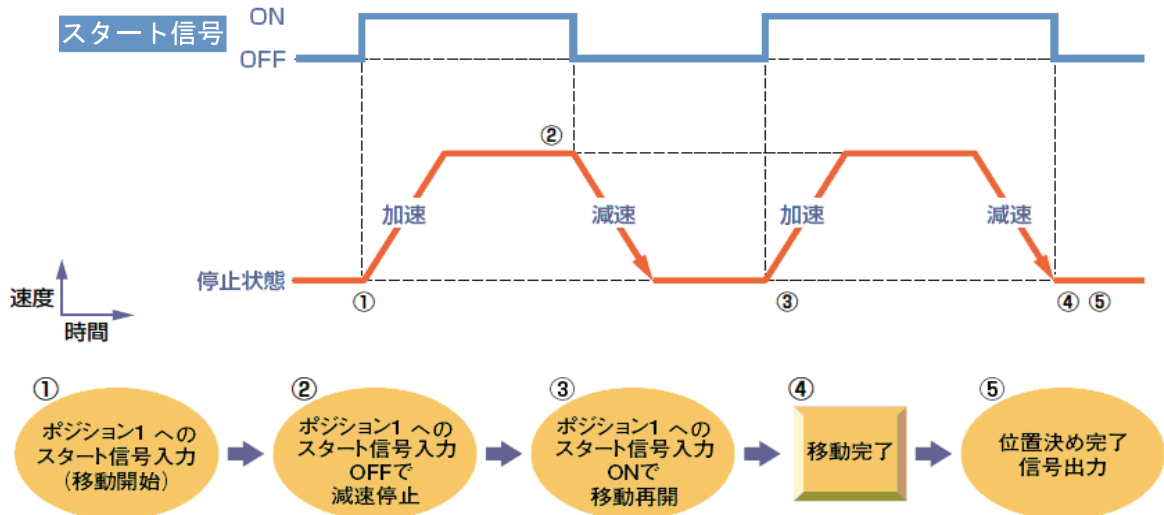 ON
スタート信号
OFF
②
加速
減速
加速
減速
停止状態
①
③
④ ⑤
速度
時間
①
ポジション1 への
スタート信号入力
(移動開始)
②
ポジション1 への
スタート信号入力
OFFで
減速停止
③
ポジション1 への
スタート信号入力
ONで
移動再開
④
移動完了
⑤
位置決め完了
信号出力